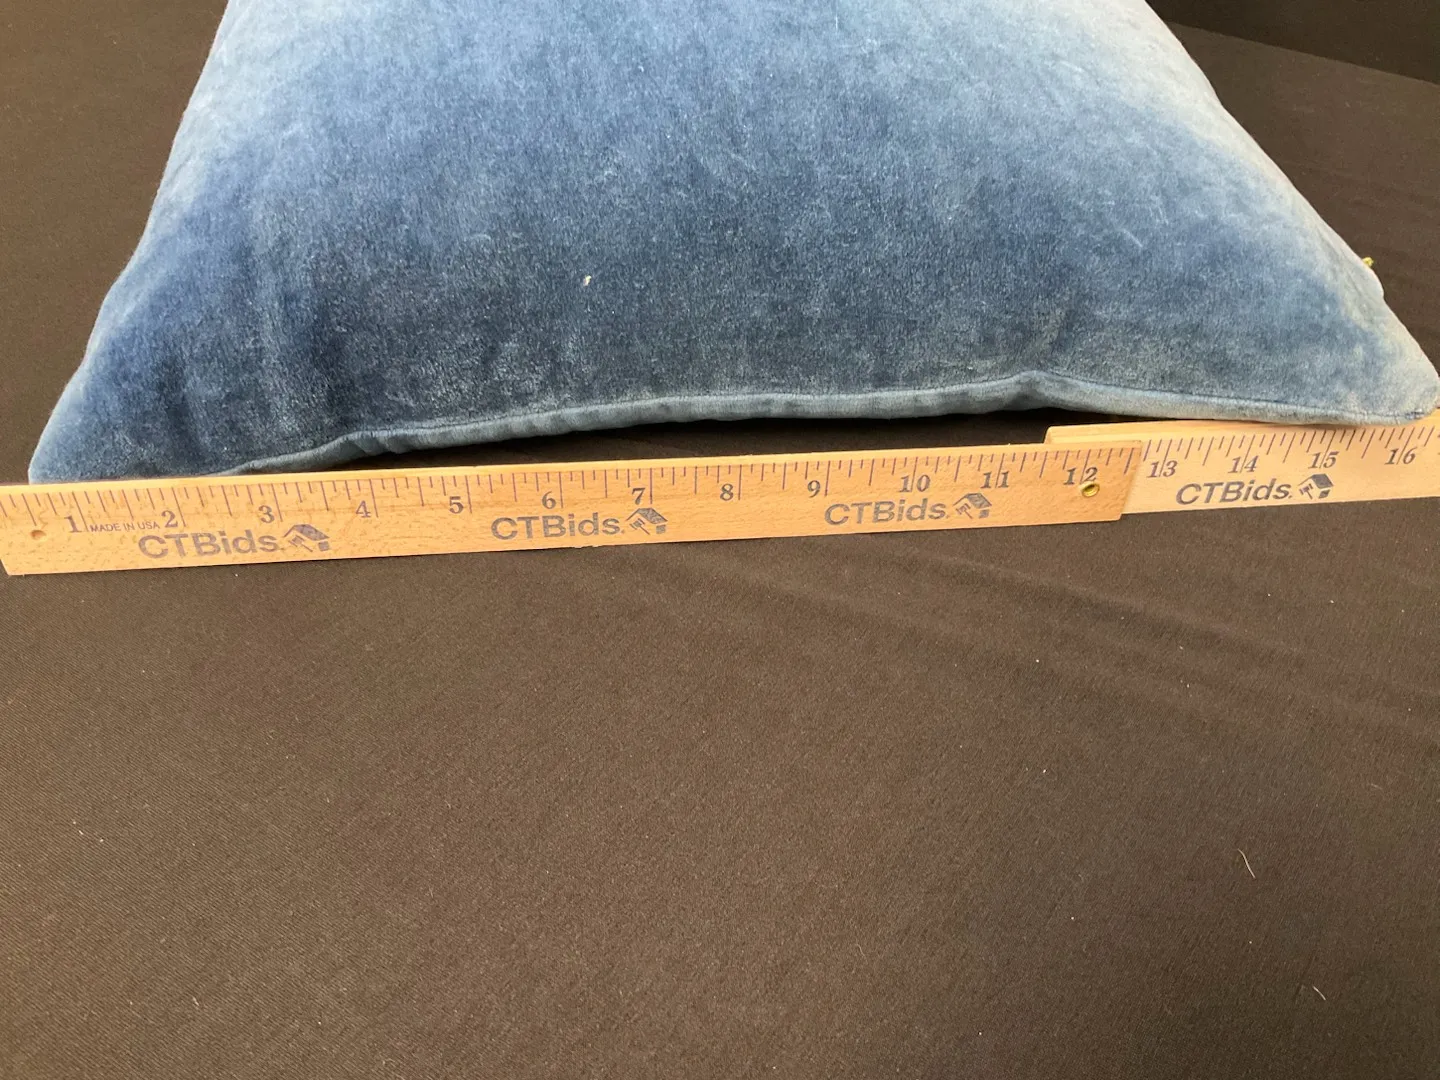 1 2 3 4 5 6 7 8 9 10 11 12 13 14 15 16
MADE IN USA
CTBids. CTBids. CTBids. CTBids.